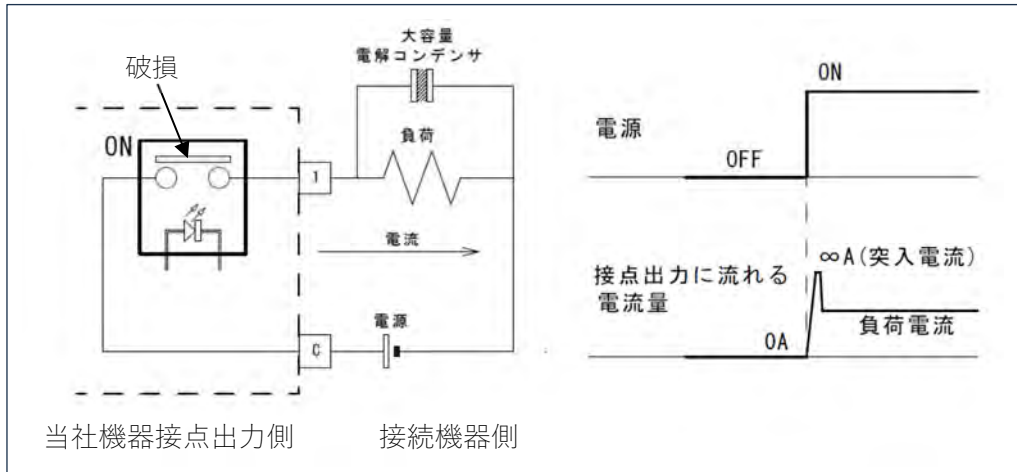 大容量
電解コンデンサ
破損
ON
1
負荷
電流
電源
C
当社機器接点出力側
接続機器側
ON
電源
OFF
∞A(突入電流)
接点出力に流れる
電流量
負荷電流
0A